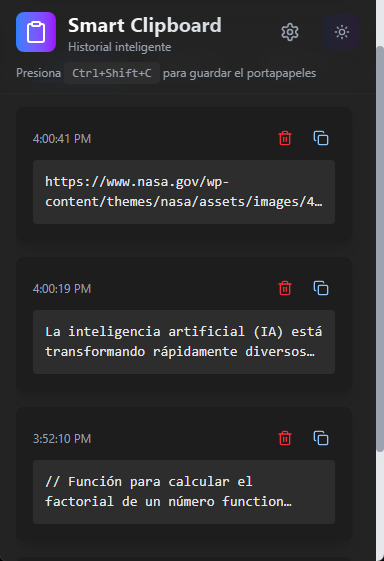 Smart Clipboard
Historial inteligente
Presiona Ctrl+Shift+C para guardar el portapapeles
4:00:41 PM
https://www.nasa.gov/wp-
content/themes/nasa/assets/images/4…
4:00:19 PM
La inteligencia artificial (IA) está
transformando rápidamente diversos…
3:52:10 PM
// Función para calcular el
factorial de un número function…